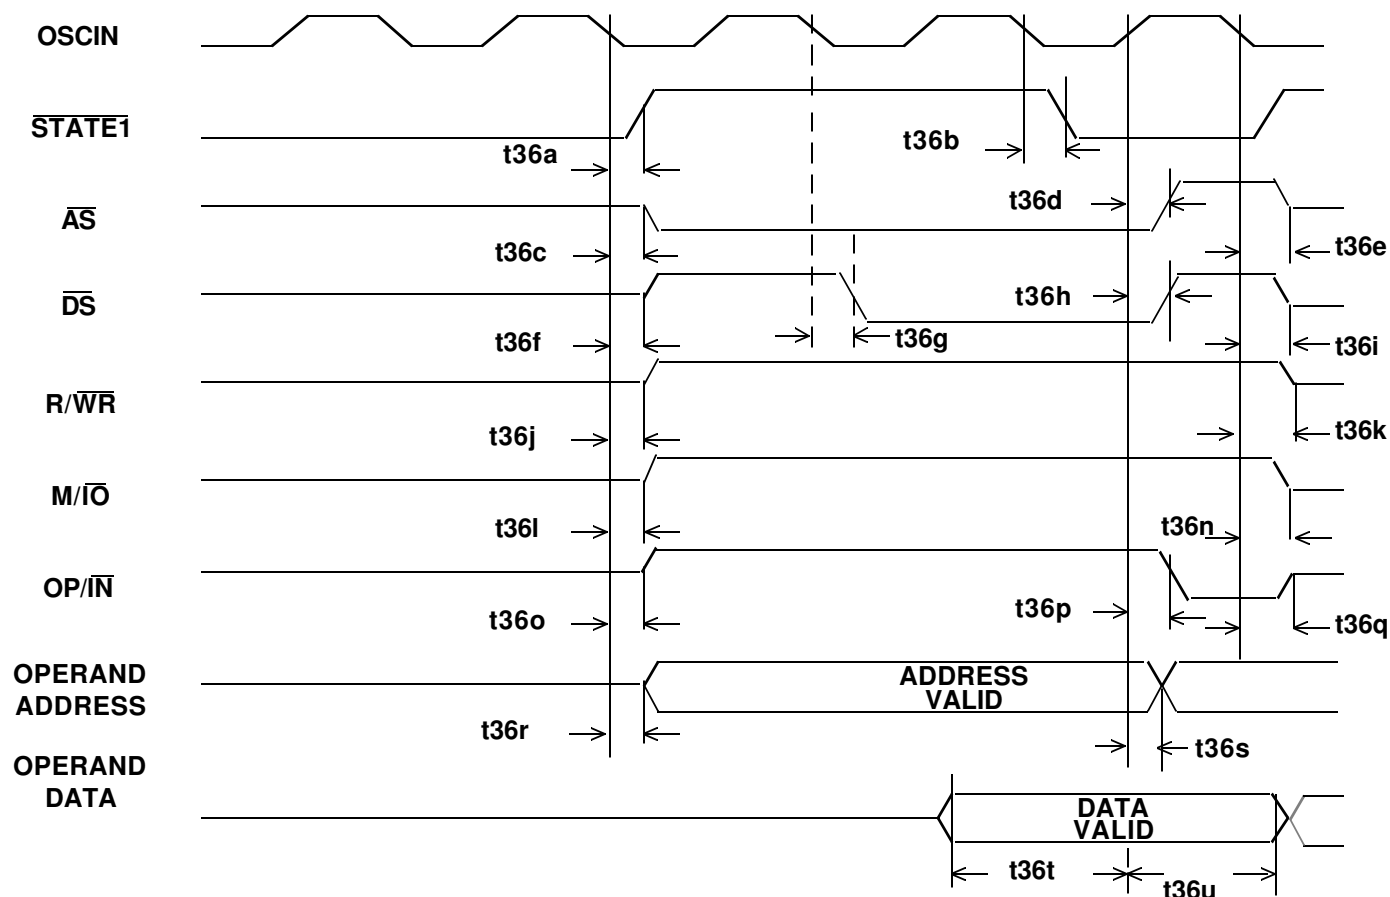 OSCIN
STATE1
t36a
t36b
AS
t36c
t36d
t36e
DS
t36f
t36g
t36h
t36i
R/WR
t36j
t36k
M/IO
t36l
t36n
OP/IN
t36o
t36p
t36q
OPERAND
ADDRESS
ADDRESS
VALID
t36r
t36s
OPERAND
DATA
DATA
VALID
t36t
t36u